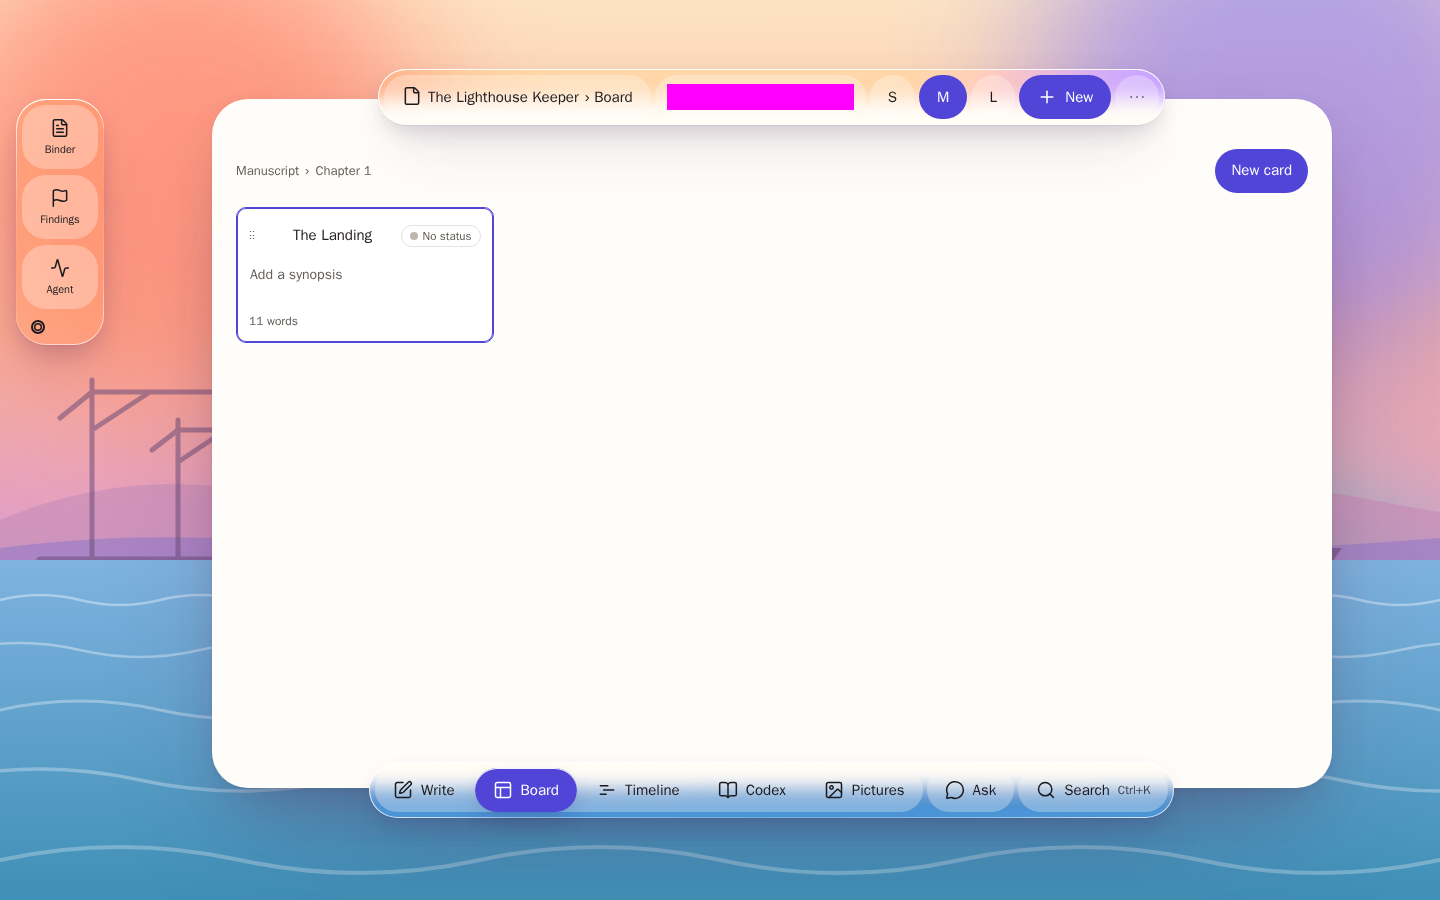 The Lighthouse Keeper › Board
S
M
L
New
Binder
Findings
Agent
Manuscript › Chapter 1
New card
The Landing
No status
Add a synopsis
11 words
Write
Board
Timeline
Codex
Pictures
Ask
Search Ctrl+K